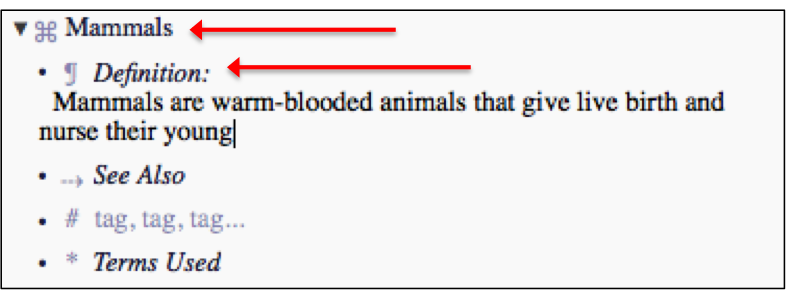 ▼ ⌘ Mammals
• ¶ Definition:
Mammals are warm-blooded animals that give live birth and
nurse their young
• ⇢ See Also
• # tag, tag, tag...
• * Terms Used